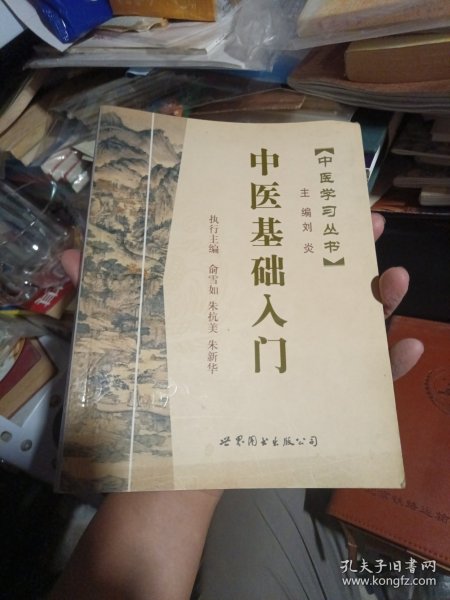 【中医学习丛书】
主编 刘炎
中医基础入门
执行主编 俞雪如 朱抗美 朱新华
世界图书出版公司
孔夫子旧书网
www.kongfz.com